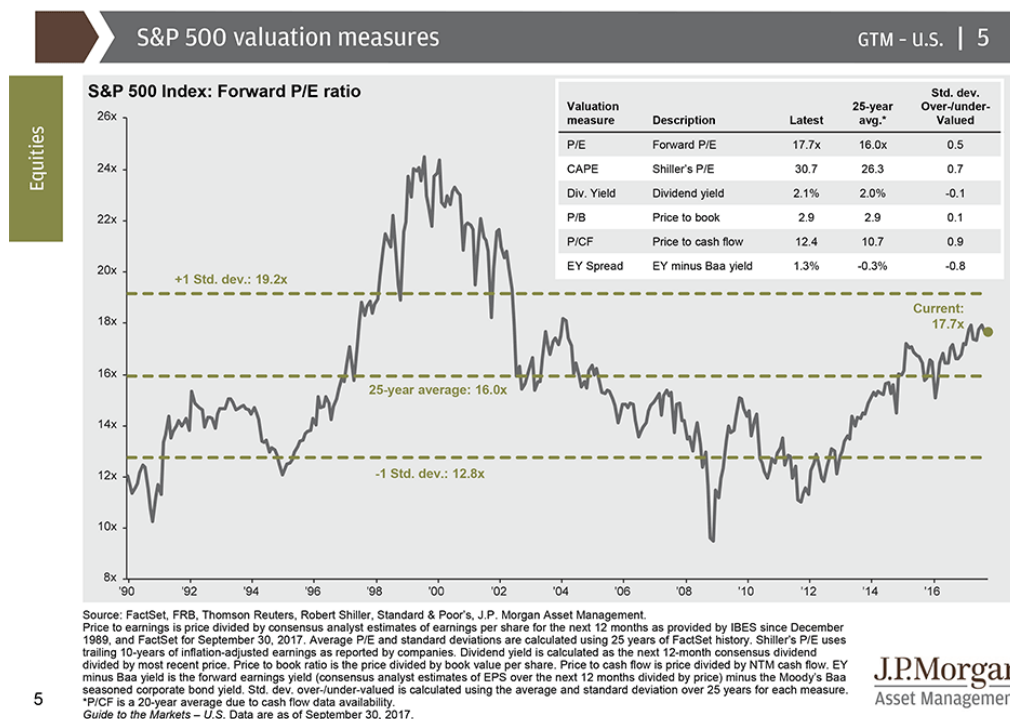 S&P 500 valuation measures
GTM – U.S. | 5
Equities
S&P 500 Index: Forward P/E ratio
Valuation measure Description Latest 25-year avg.* Std. dev. Over-/under-Valued
P/E Forward P/E 17.7x 16.0x 0.5
CAPE Shiller's P/E 30.7 26.3 0.7
Div. Yield Dividend yield 2.1% 2.0% -0.1
P/B Price to book 2.9 2.9 0.1
P/CF Price to cash flow 12.4 10.7 0.9
EY Spread EY minus Baa yield 1.3% -0.3% -0.8
26x
24x
22x
20x
18x
16x
14x
12x
10x
8x
+1 Std. dev.: 19.2x
Current:
17.7x
25-year average: 16.0x
-1 Std. dev.: 12.8x
'90 '92 '94 '96 '98 '00 '02 '04 '06 '08 '10 '12 '14 '16
Source: FactSet, FRB, Thomson Reuters, Robert Shiller, Standard & Poor's, J.P. Morgan Asset Management.
Price to earnings is price divided by consensus analyst estimates of earnings per share for the next 12 months as provided by IBES since December
1989, and FactSet for September 30, 2017. Average P/E and standard deviations are calculated using 25 years of FactSet history. Shiller's P/E uses
trailing 10-years of inflation-adjusted earnings as reported by companies. Dividend yield is calculated as the next 12-month consensus dividend
divided by most recent price. Price to book ratio is the price divided by book value per share. Price to cash flow is price divided by NTM cash flow. EY
minus Baa yield is the forward earnings yield (consensus analyst estimates of EPS over the next 12 months divided by price) minus the Moody's Baa
seasoned corporate bond yield. Std. dev. over-/under-valued is calculated using the average and standard deviation over 25 years for each measure.
*P/CF is a 20-year average due to cash flow data availability.
Guide to the Markets – U.S. Data are as of September 30, 2017.
5
J.P.Morgan
Asset Management